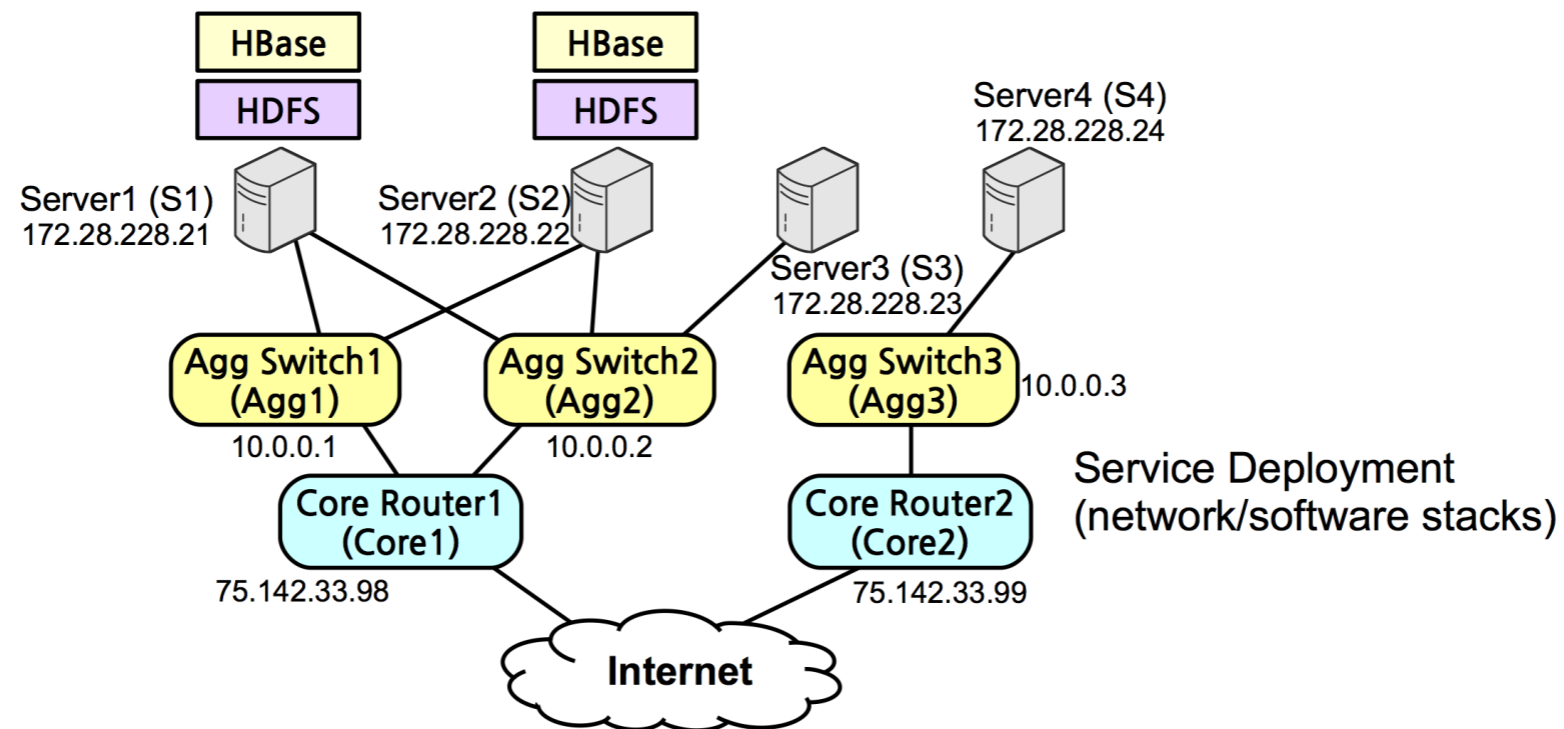 HBase
HDFS
HBase
HDFS
Server4 (S4)
172.28.228.24
Server1 (S1)
172.28.228.21
Server2 (S2)
172.28.228.22
Server3 (S3)
172.28.228.23
Agg Switch1
(Agg1)
10.0.0.1
Agg Switch2
(Agg2)
10.0.0.2
Agg Switch3
(Agg3)
10.0.0.3
Core Router1
(Core1)
75.142.33.98
Core Router2
(Core2)
75.142.33.99
Service Deployment
(network/software stacks)
Internet